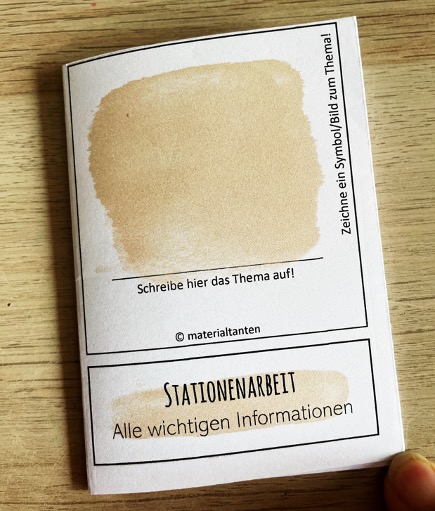 Zeichne ein Symbol/Bild zum Thema!
Schreibe hier das Thema auf!
© materialtanten
STATIONENARBEIT
Alle wichtigen Informationen